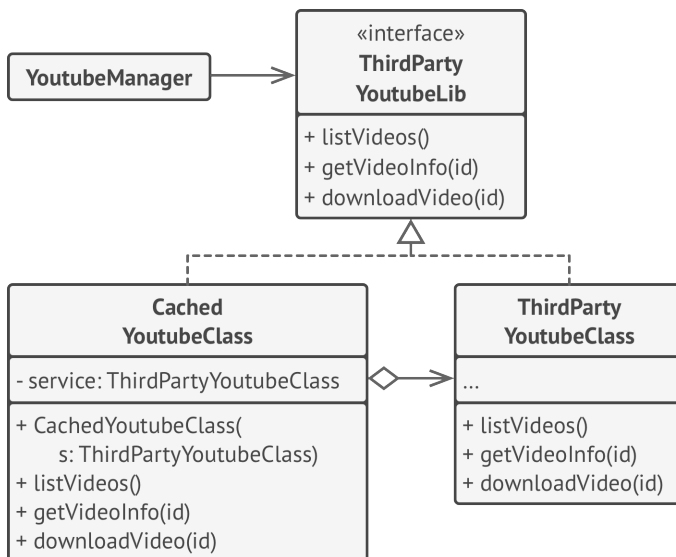 YoutubeManager
«interface»
ThirdParty
YoutubeLib
+ listVideos()
+ getVideoInfo(id)
+ downloadVideo(id)
Cached
YoutubeClass
- service: ThirdPartyYoutubeClass
+ CachedYoutubeClass(
s: ThirdPartyYoutubeClass)
+ listVideos()
+ getVideoInfo(id)
+ downloadVideo(id)
ThirdParty
YoutubeClass
...
+ listVideos()
+ getVideoInfo(id)
+ downloadVideo(id)